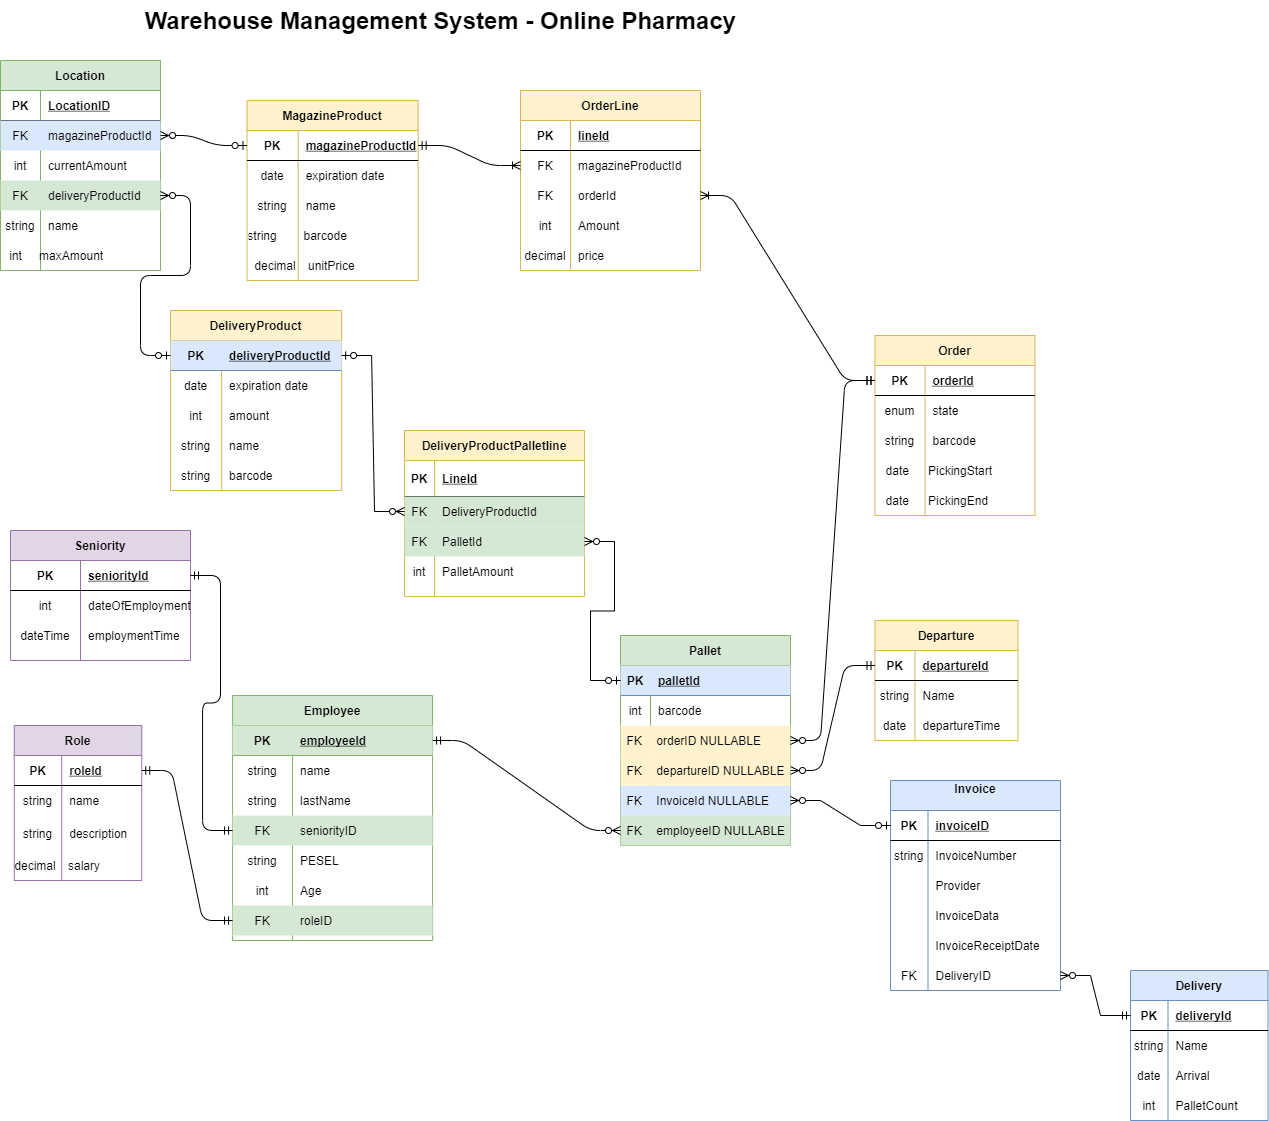 Warehouse Management System - Online Pharmacy
Location
PK LocationID
FK magazineProductId
int currentAmount
FK deliveryProductId
string name
int maxAmount
MagazineProduct
PK magazineProductId
date expiration date
string name
string barcode
decimal unitPrice
OrderLine
PK lineId
FK magazineProductId
FK orderId
int Amount
decimal price
DeliveryProduct
PK deliveryProductId
date expiration date
int amount
string name
string barcode
Order
PK orderId
enum state
string barcode
date PickingStart
date PickingEnd
DeliveryProductPalletline
PK LineId
FK DeliveryProductId
FK PalletId
int PalletAmount
Seniority
PK seniorityId
int dateOfEmployment
dateTime employmentTime
Role
PK roleId
string name
string description
decimal salary
Employee
PK employeeId
string name
string lastName
FK seniorityID
string PESEL
int Age
FK roleID
Pallet
PK palletId
int barcode
FK orderID NULLABLE
FK departureID NULLABLE
FK InvoiceId NULLABLE
FK employeeID NULLABLE
Departure
PK departureId
string Name
date departureTime
Invoice
PK invoiceID
string InvoiceNumber
Provider
InvoiceData
InvoiceReceiptDate
FK DeliveryID
Delivery
PK deliveryId
string Name
date Arrival
int PalletCount